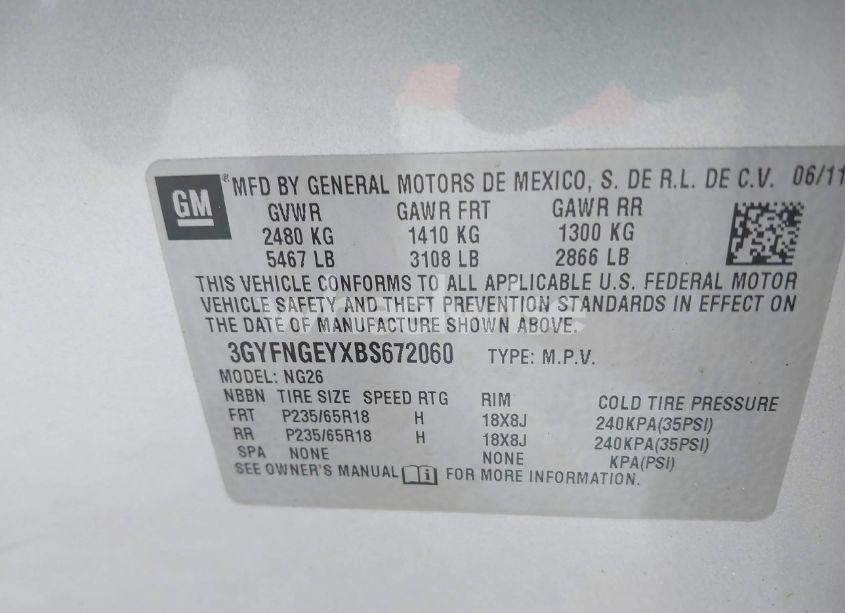 GM ® MFD BY GENERAL MOTORS DE MEXICO, S. DE R.L. DE C.V. 06/11
GVWR GAWR FRT GAWR RR
2480 KG 1410 KG 1300 KG
5467 LB 3108 LB 2866 LB
THIS VEHICLE CONFORMS TO ALL APPLICABLE U.S. FEDERAL MOTOR
VEHICLE SAFETY AND THEFT PREVENTION STANDARDS IN EFFECT ON
THE DATE OF MANUFACTURE SHOWN ABOVE.
3GYFNGEYXBS672060 TYPE: M.P.V.
MODEL: NG26
NBBN TIRE SIZE SPEED RTG RIM COLD TIRE PRESSURE
FRT P235/65R18 H 18X8J 240KPA(35PSI)
RR P235/65R18 H 18X8J 240KPA(35PSI)
SPA NONE NONE KPA(PSI)
SEE OWNER'S MANUAL i FOR MORE INFORMATION.